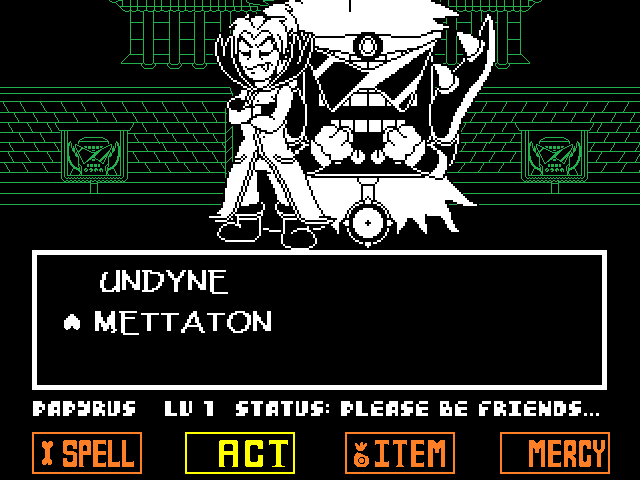 UNDYNE
METTATON
PAPYRUS LV 1 STATUS: PLEASE BE FRIENDS...
SPELL ACT ITEM MERCY